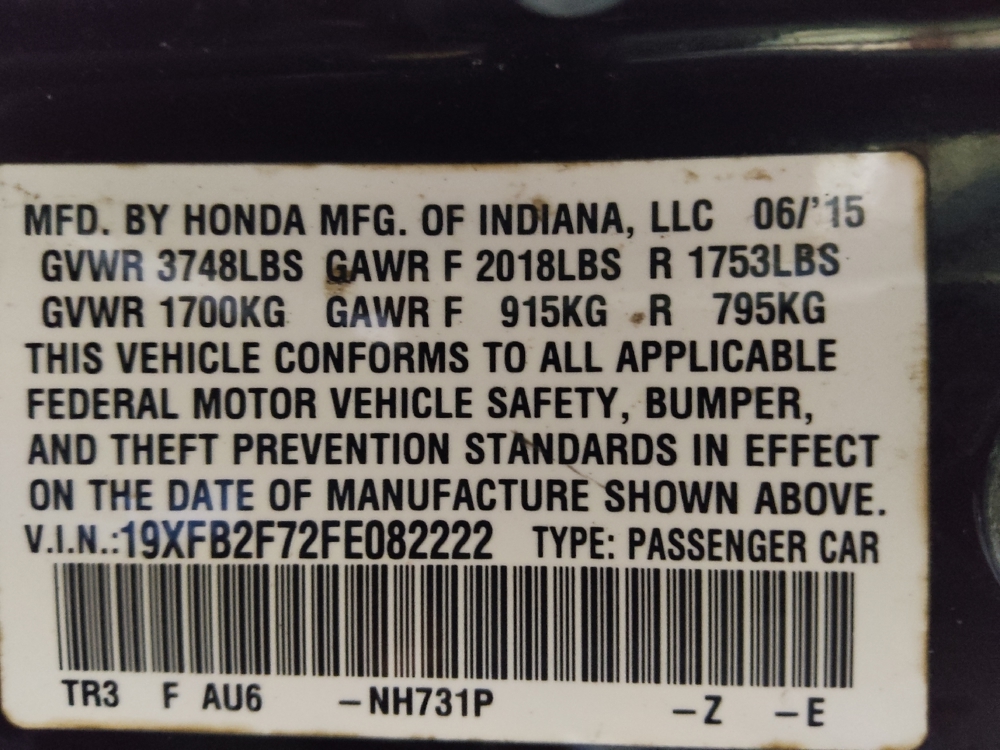 MFD. BY HONDA MFG. OF INDIANA, LLC 06/'15
GVWR 3748LBS GAWR F 2018LBS R 1753LBS
GVWR 1700KG GAWR F 915KG R 795KG
THIS VEHICLE CONFORMS TO ALL APPLICABLE
FEDERAL MOTOR VEHICLE SAFETY, BUMPER,
AND THEFT PREVENTION STANDARDS IN EFFECT
ON THE DATE OF MANUFACTURE SHOWN ABOVE.
V.I.N.:19XFB2F72FE082222 TYPE: PASSENGER CAR
TR3 F AU6 -NH731P -Z -E